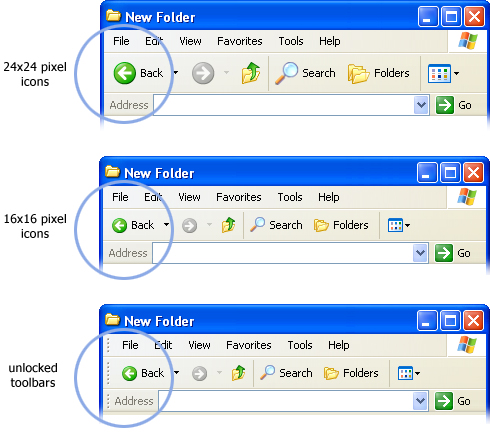 New Folder
File Edit View Favorites Tools Help
24x24 pixel
icons
Back Search Folders
Address Go
New Folder
File Edit View Favorites Tools Help
16x16 pixel
icons
Back Search Folders
Address Go
New Folder
File Edit View Favorites Tools Help
unlocked
toolbars
Back Search Folders
Address Go